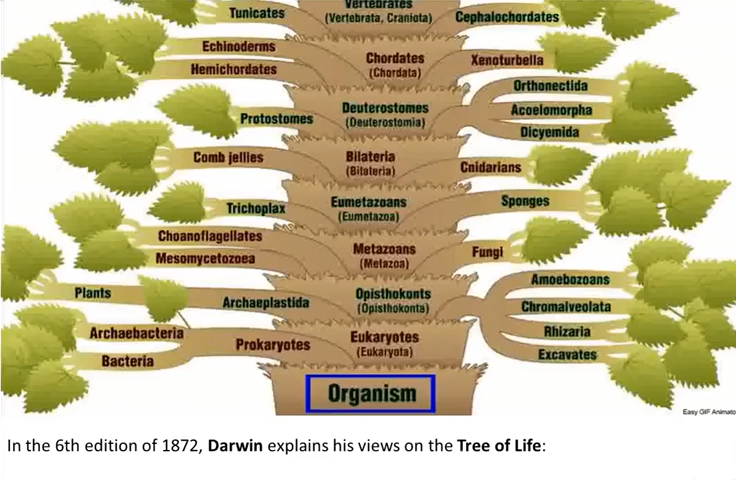 Vertebrates
Tunicates
(Vertebrata, Craniota)
Cephalochordates
Echinoderms
Chordates
(Chordata)
Xenoturbella
Hemichordates
Orthonectida
Deuterostomes
(Deuterostomia)
Acoelomorpha
Protostomes
Dicyemida
Comb jellies
Bilateria
(Bilateria)
Cnidarians
Trichoplax
Eumetazoans
(Eumetazoa)
Sponges
Choanoflagellates
Metazoans
(Metazoa)
Fungi
Mesomycetozoea
Amoebozoans
Plants
Archaeplastida
Opisthokonts
(Opisthokonta)
Chromalveolata
Archaebacteria
Rhizaria
Prokaryotes
Eukaryotes
(Eukaryota)
Excavates
Bacteria
Organism
Easy GIF Animato
In the 6th edition of 1872, Darwin explains his views on the Tree of Life: